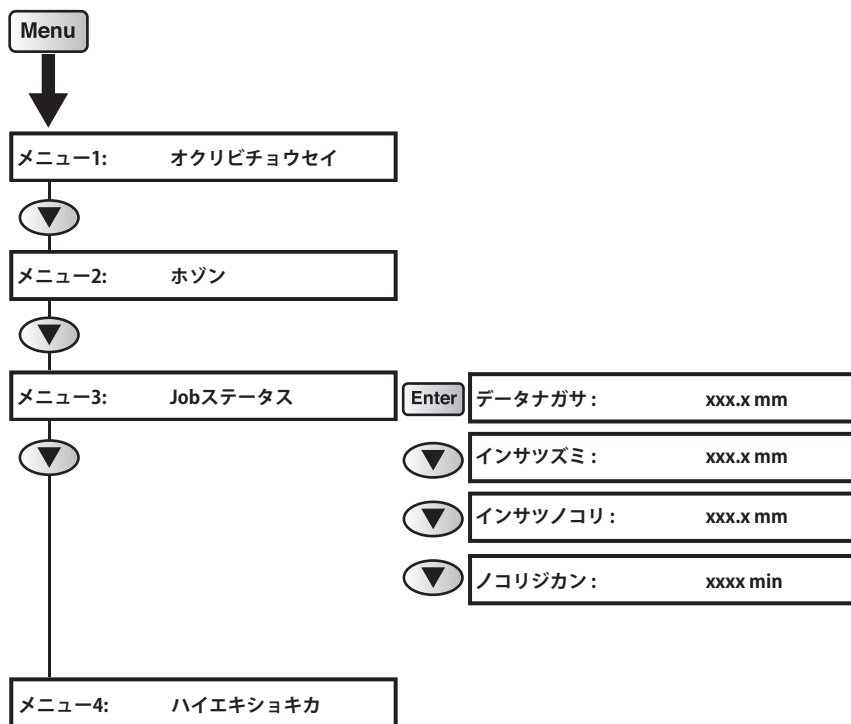 Menu
メニュー1: オクリビチョウセイ
メニュー2: ホゾン
メニュー3: Jobステータス
Enter データナガサ : xxx.x mm
インサツズミ : xxx.x mm
インサツノコリ : xxx.x mm
ノコリジカン : xxxx min
メニュー4: ハイエキショキカ